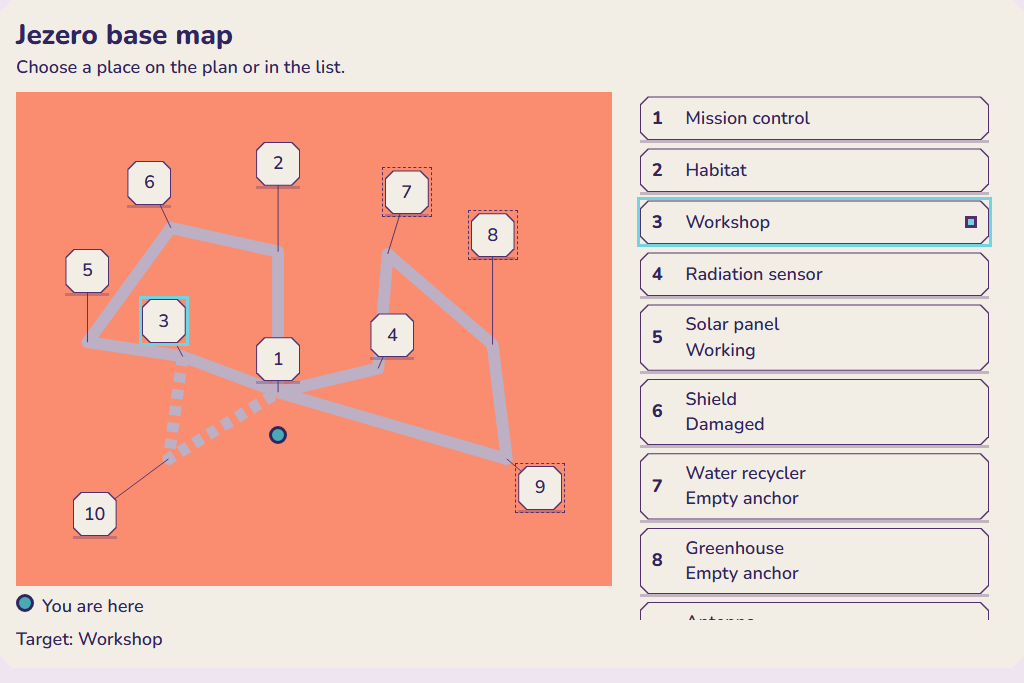 Jezero base map
Choose a place on the plan or in the list.
2
6
7
8
5
3
4
1
9
10
You are here
Target: Workshop
1 Mission control
2 Habitat
3 Workshop
4 Radiation sensor
5 Solar panel
Working
6 Shield
Damaged
7 Water recycler
Empty anchor
8 Greenhouse
Empty anchor